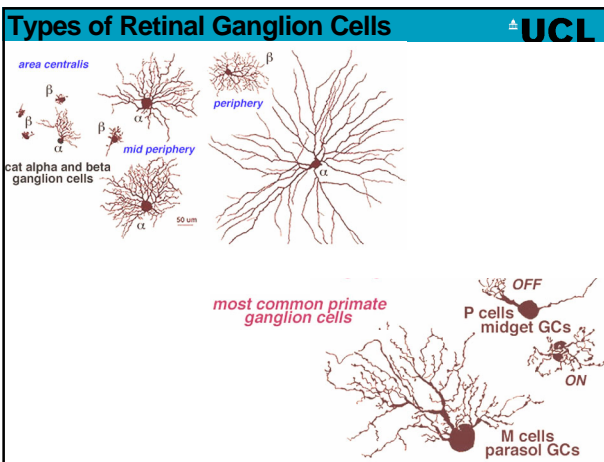 Types of Retinal Ganglion Cells
UCL
area centralis
β
β
α
cat alpha and beta
ganglion cells
α
β
mid periphery
α
50 um
β
periphery
α
most common primate
ganglion cells
OFF
P cells
midget GCs
ON
M cells
parasol GCs